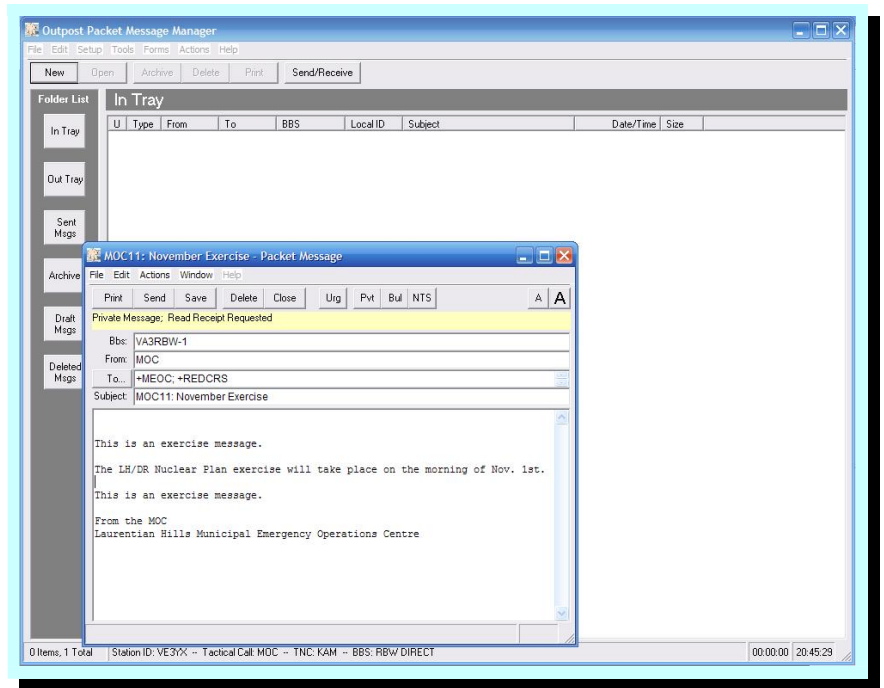 Outpost Packet Message Manager
File Edit Setup Tools Forms Actions Help
New Open Archive Delete Print Send/Receive
Folder List In Tray
U Type From To BBS Local ID Subject Date/Time Size
In Tray
Out Tray
Sent
Msgs
Archive
Draft
Msgs
Deleted
Msgs
MOC11: November Exercise - Packet Message
File Edit Actions Window Help
Print Send Save Delete Close Urg Pvt Bul NTS A A
Private Message; Read Receipt Requested
Bbs: VA3RBW-1
From: MOC
To... +MEOC; +REDCRS
Subject: MOC11: November Exercise
This is an exercise message.
The LH/DR Nuclear Plan exercise will take place on the morning of Nov. 1st.
This is an exercise message.
From the MOC
Laurentian Hills Municipal Emergency Operations Centre
0 Items, 1 Total Station ID: VE3YX -- Tactical Call: MOC -- TNC: KAM -- BBS: RBW DIRECT 00:00:00 20:45:29